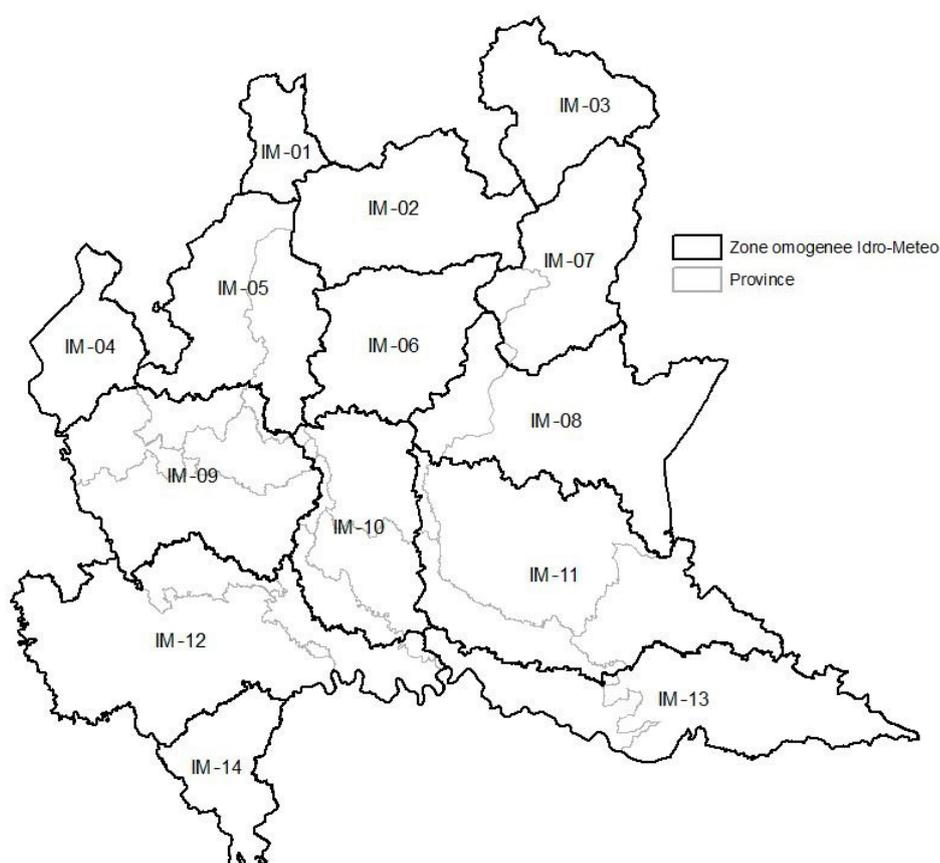 IM-03
IM-01
IM-02
Zone omogenee Idro-Meteo
IM-07
Province
IM-05
IM-04
IM-06
IM-08
IM-09
IM-10
IM-11
IM-12
IM-13
IM-14